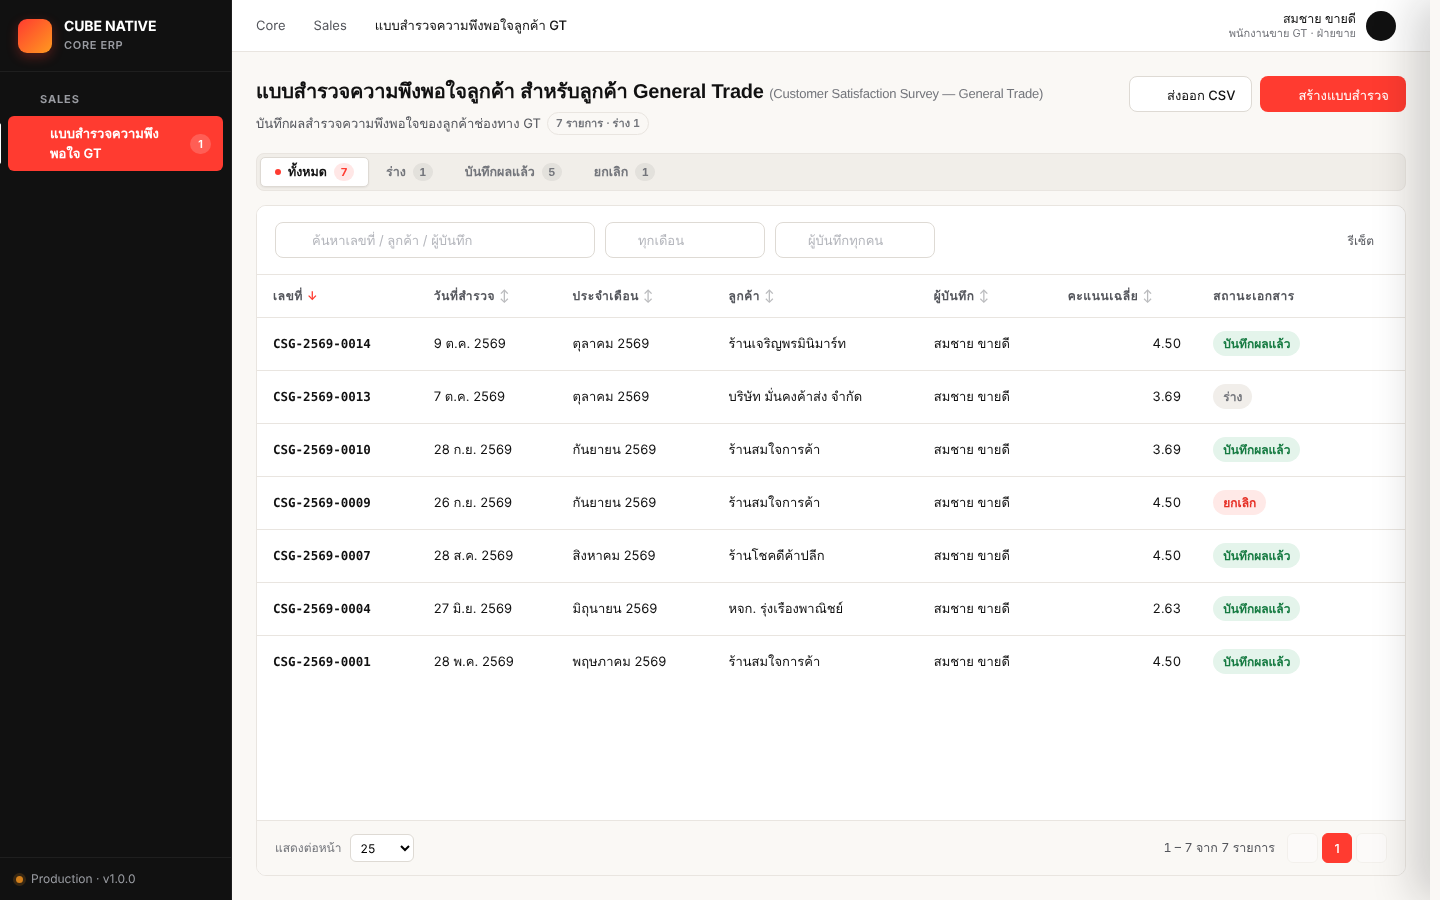 CUBE NATIVE
CORE ERP
SALES
แบบสำรวจความพึง
พอใจ GT
1
Production · v1.0.0
Core Sales แบบสำรวจความพึงพอใจลูกค้า GT
สมชาย ขายดี
พนักงานขาย GT · ฝ่ายขาย
แบบสำรวจความพึงพอใจลูกค้า สำหรับลูกค้า General Trade (Customer Satisfaction Survey — General Trade)
บันทึกผลสำรวจความพึงพอใจของลูกค้าช่องทาง GT 7 รายการ · ร่าง 1
ส่งออก CSV
สร้างแบบสำรวจ
ทั้งหมด 7 ร่าง 1 บันทึกผลแล้ว 5 ยกเลิก 1
ค้นหาเลขที่ / ลูกค้า / ผู้บันทึก ทุกเดือน ผู้บันทึกทุกคน รีเซ็ต
เลขที่ ↓ วันที่สำรวจ ↕ ประจำเดือน ↕ ลูกค้า ↕ ผู้บันทึก ↕ คะแนนเฉลี่ย ↕ สถานะเอกสาร
CSG-2569-0014 9 ต.ค. 2569 ตุลาคม 2569 ร้านเจริญพรมินิมาร์ท สมชาย ขายดี 4.50 บันทึกผลแล้ว
CSG-2569-0013 7 ต.ค. 2569 ตุลาคม 2569 บริษัท มั่นคงค้าส่ง จำกัด สมชาย ขายดี 3.69 ร่าง
CSG-2569-0010 28 ก.ย. 2569 กันยายน 2569 ร้านสมใจการค้า สมชาย ขายดี 3.69 บันทึกผลแล้ว
CSG-2569-0009 26 ก.ย. 2569 กันยายน 2569 ร้านสมใจการค้า สมชาย ขายดี 4.50 ยกเลิก
CSG-2569-0007 28 ส.ค. 2569 สิงหาคม 2569 ร้านโชคดีค้าปลีก สมชาย ขายดี 4.50 บันทึกผลแล้ว
CSG-2569-0004 27 มิ.ย. 2569 มิถุนายน 2569 หจก. รุ่งเรืองพาณิชย์ สมชาย ขายดี 2.63 บันทึกผลแล้ว
CSG-2569-0001 28 พ.ค. 2569 พฤษภาคม 2569 ร้านสมใจการค้า สมชาย ขายดี 4.50 บันทึกผลแล้ว
แสดงต่อหน้า 25 1 – 7 จาก 7 รายการ 1